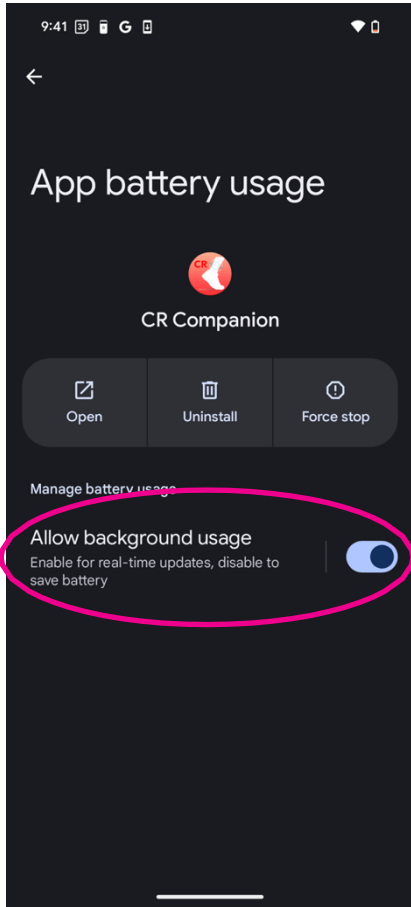 9:41 31 G
App battery usage
CR
CR Companion
Open Uninstall Force stop
Manage battery usage
Allow background usage
Enable for real-time updates, disable to
save battery